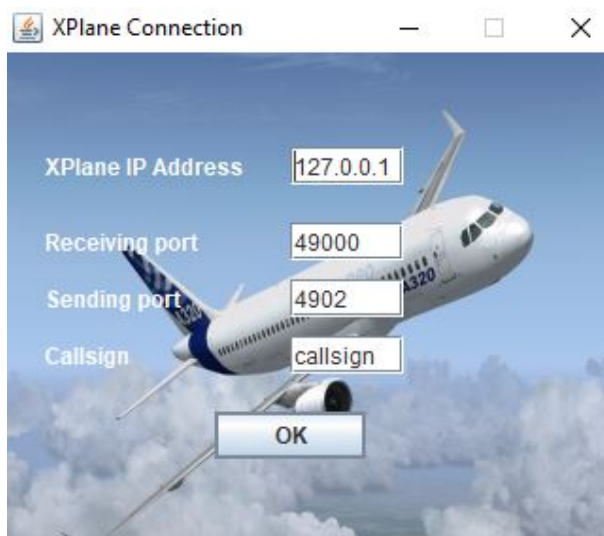 XPlane Connection
XPlane IP Address 127.0.0.1
Receiving port 49000
Sending port 4902
Callsign callsign
OK
A320
A320